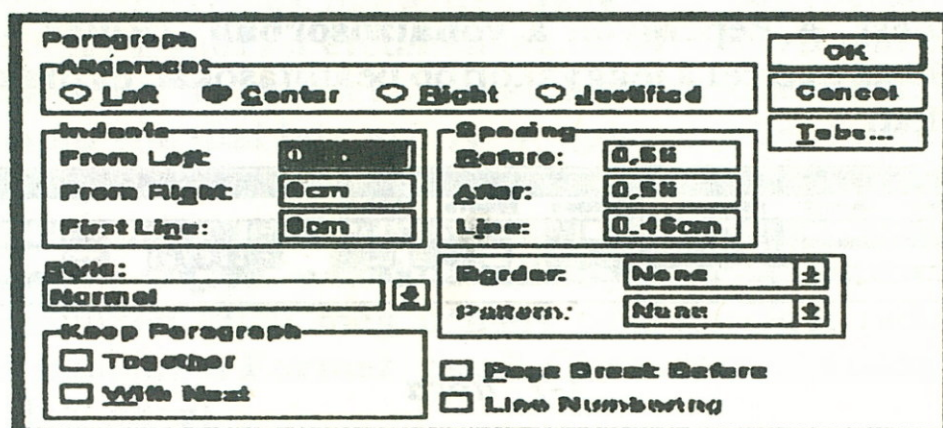 Paragraph
OK
Alignment
Left Center Right Justified
Cancel
Tabs...
Indents
From Left:
From Right: 0cm
First Line: 0cm
Spacing
Before:
After:
Line: 0.46cm
Style:
Normal
Border: None
Pattern: None
Keep Paragraph
Together
With Next
Page Break Before
Line Numbering